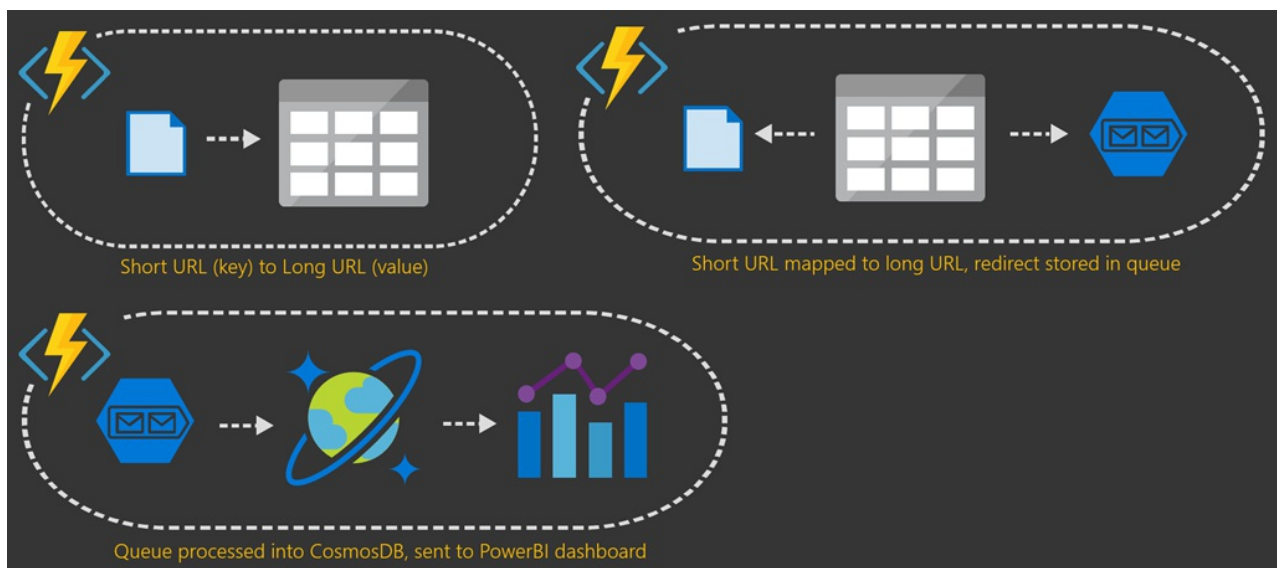 Short URL (key) to Long URL (value)
Short URL mapped to long URL, redirect stored in queue
Queue processed into CosmosDB, sent to PowerBI dashboard